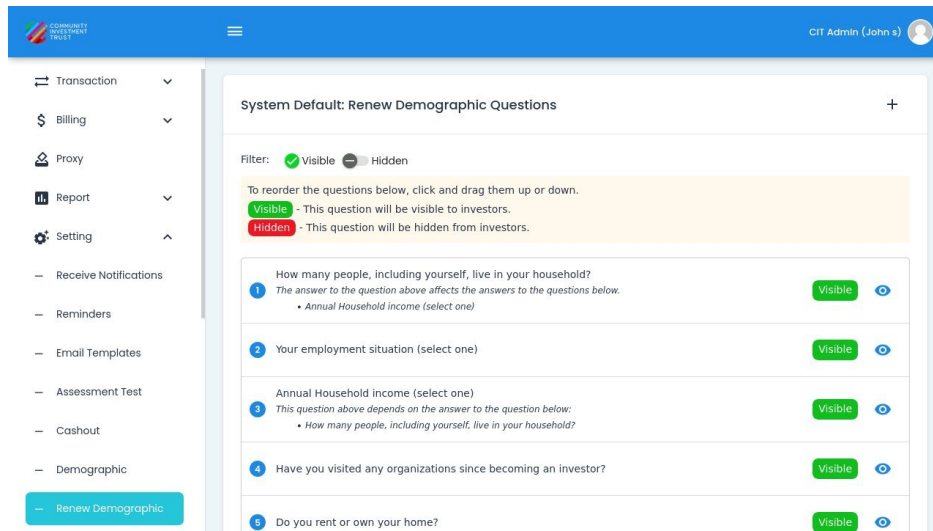 COMMUNITY
INVESTMENT
TRUST
CIT Admin (John s)
Transaction
Billing
Proxy
Report
Setting
Receive Notifications
Reminders
Email Templates
Assessment Test
Cashout
Demographic
Renew Demographic
System Default: Renew Demographic Questions
Filter: Visible Hidden
To reorder the questions below, click and drag them up or down.
Visible - This question will be visible to investors.
Hidden - This question will be hidden from investors.
1 How many people, including yourself, live in your household? Visible
The answer to the question above affects the answers to the questions below.
• Annual Household income (select one)
2 Your employment situation (select one) Visible
3 Annual Household income (select one) Visible
This question above depends on the answer to the question below:
• How many people, including yourself, live in your household?
4 Have you visited any organizations since becoming an investor? Visible
5 Do you rent or own your home? Visible